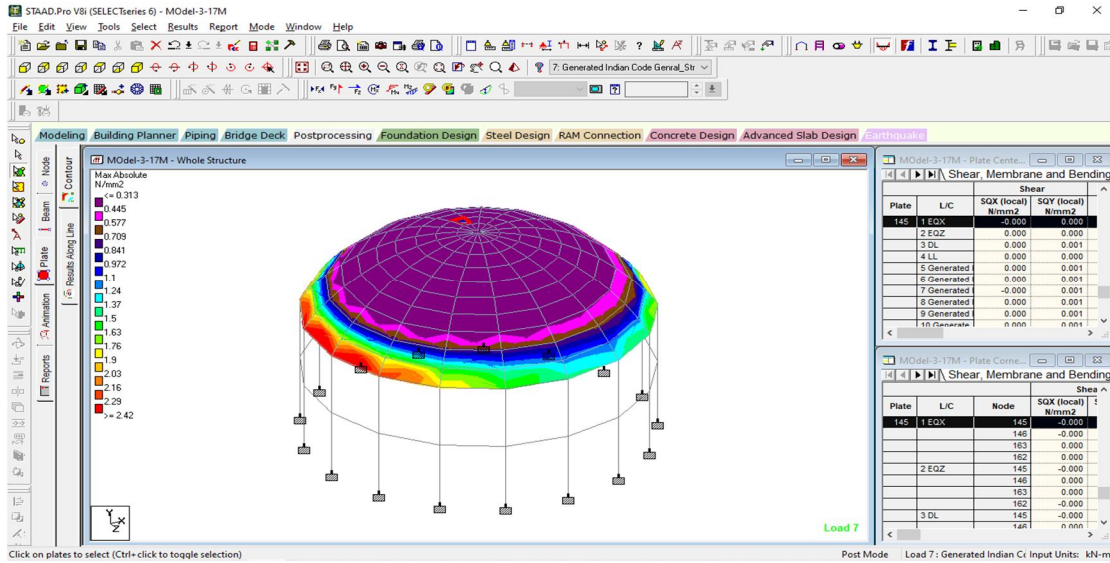 STAAD.Pro V8i (SELECTseries 6) - MOdel-3-17M
File Edit View Tools Select Results Report Mode Window Help
7: Generated Indian Code Genral_Str
Modeling Building Planner Piping Bridge Deck Postprocessing Foundation Design Steel Design RAM Connection Concrete Design Advanced Slab Design Earthquake
Node
Beam
Plate
Animation
Reports
Contour
Results Along Line
MOdel-3-17M - Whole Structure
Max Absolute
N/mm2
<= 0.313
0.445
0.577
0.709
0.841
0.972
1.1
1.24
1.37
1.5
1.63
1.76
1.9
2.03
2.16
2.29
>= 2.42
Y
X
Z
Load 7
MOdel-3-17M - Plate Cente...
Shear, Membrane and Bending
Shear
Plate L/C SQX (local) SQY (local)
N/mm2 N/mm2
145 1 EQX -0.000 0.000
2 EQZ 0.000 0.000
3 DL 0.000 0.001
4 LL 0.000 0.000
5 Generated 0.000 0.001
6 Generated 0.000 0.001
7 Generated -0.000 0.001
8 Generated 0.000 0.001
9 Generated 0.000 0.001
10 Generate 0.000 0.001
MOdel-3-17M - Plate Corne...
Shear, Membrane and Bending
Shea
Plate L/C Node SQX (local)
N/mm2
145 1 EQX 145 -0.000
146 -0.000
163 0.000
162 0.000
2 EQZ 145 -0.000
146 0.000
163 0.000
162 -0.000
3 DL 145 -0.000
146 0.000
Click on plates to select (Ctrl+click to toggle selection)
Post Mode Load 7 : Generated Indian Co Input Units: kN-m